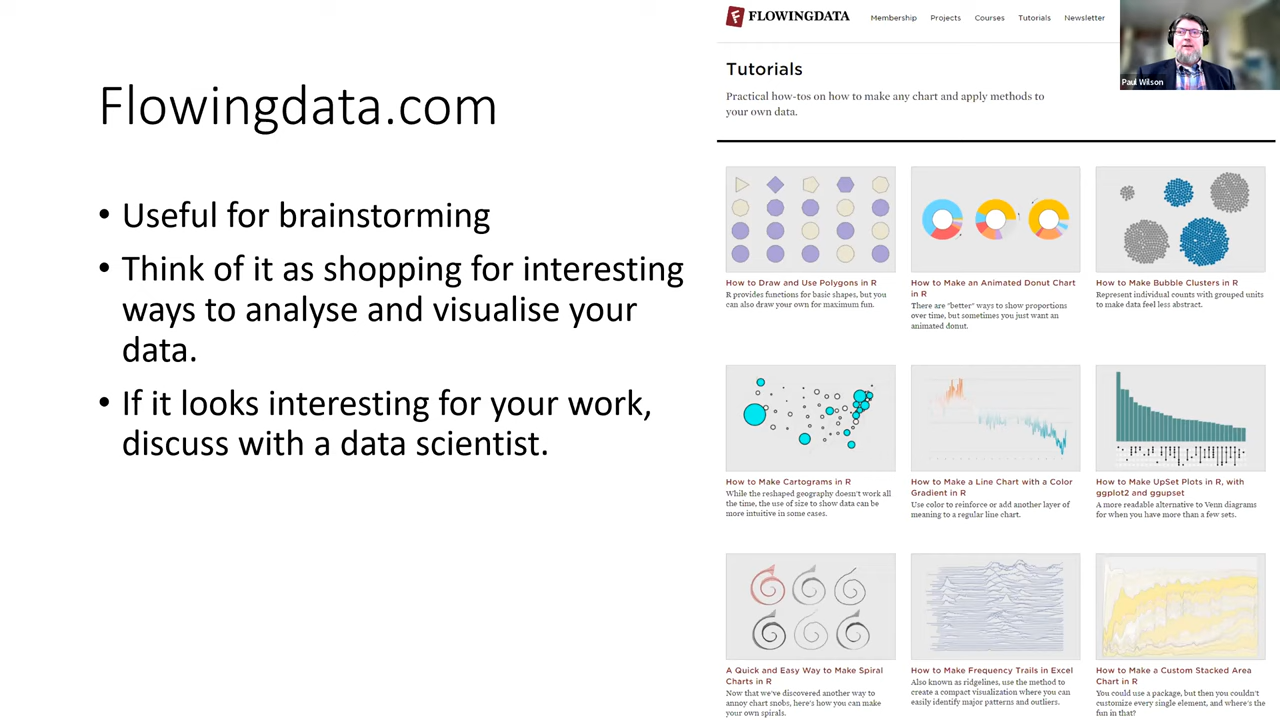 Flowingdata.com
• Useful for brainstorming
• Think of it as shopping for interesting
ways to analyse and visualise your
data.
• If it looks interesting for your work,
discuss with a data scientist.
FLOWINGDATA
Membership Projects Courses Tutorials Newsletter
Paul Wilson
Tutorials
Practical how-tos on how to make any chart and apply methods to
your own data.
How to Draw and Use Polygons in R
R provides functions for basic shapes, but you
can also draw your own for maximum fun.
How to Make an Animated Donut Chart
in R
There are "better" ways to show proportions
over time, but sometimes you just want an
animated donut.
How to Make Bubble Clusters in R
Represent individual counts with grouped units
to make data feel less abstract.
How to Make Cartograms in R
While the reshaped geography doesn't work all
the time, the use of size to show data can be
more intuitive in some cases.
How to Make a Line Chart with a Color
Gradient in R
Use color to reinforce or add another layer of
meaning to a regular line chart.
How to Make UpSet Plots in R, with
ggplot2 and ggupset
A more readable alternative to Venn diagrams
for when you have more than a few sets.
A Quick and Easy Way to Make Spiral
Charts in R
Now that we've discovered another way to
annoy chart snobs, here's how you can make
your own spirals.
How to Make Frequency Trails in Excel
Also known as ridgelines, use the method to
create a compact visualization where you can
easily identify major patterns and outliers.
How to Make a Custom Stacked Area
Chart in R
You could use a package, but then you couldn't
customize every single element, and where's the
fun in that?